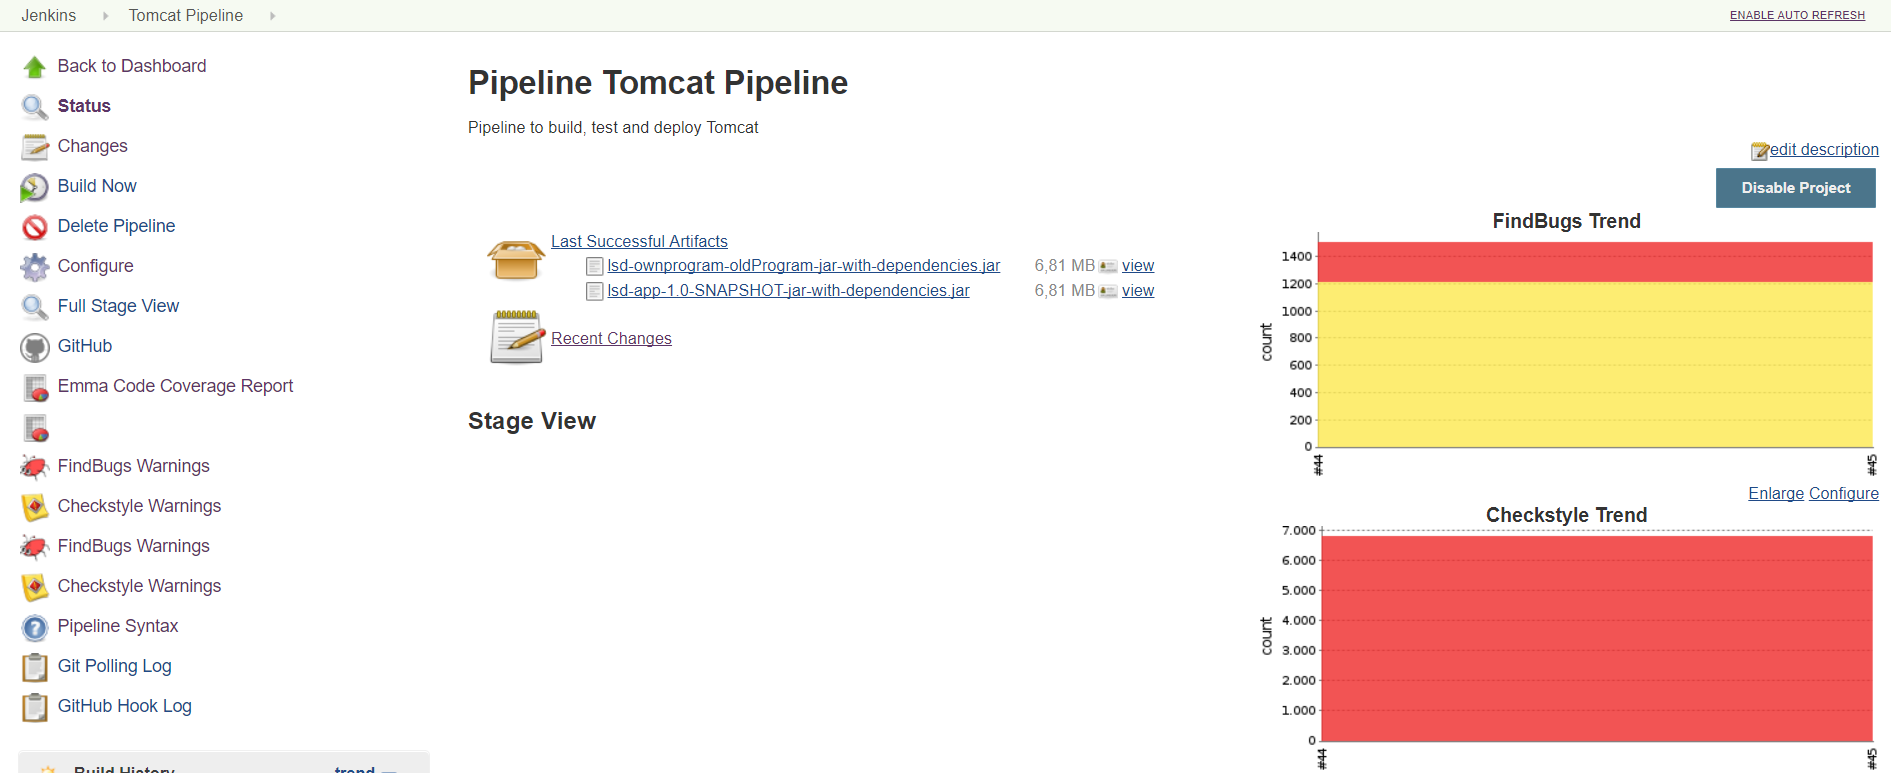 Jenkins Tomcat Pipeline
ENABLE AUTO REFRESH
Back to Dashboard
Status
Changes
Build Now
Delete Pipeline
Configure
Full Stage View
GitHub
Emma Code Coverage Report
FindBugs Warnings
Checkstyle Warnings
FindBugs Warnings
Checkstyle Warnings
Pipeline Syntax
Git Polling Log
GitHub Hook Log
Build History trend
Pipeline Tomcat Pipeline
Pipeline to build, test and deploy Tomcat
edit description
Disable Project
Last Successful Artifacts
lsd-ownprogram-oldProgram-jar-with-dependencies.jar 6,81 MB view
lsd-app-1.0-SNAPSHOT-jar-with-dependencies.jar 6,81 MB view
Recent Changes
Stage View
FindBugs Trend
1400
1200
1000
800
600
400
200
0
count
#44 #45
Enlarge Configure
Checkstyle Trend
7.000
6.000
5.000
4.000
3.000
2.000
1.000
0
count
#44 #45